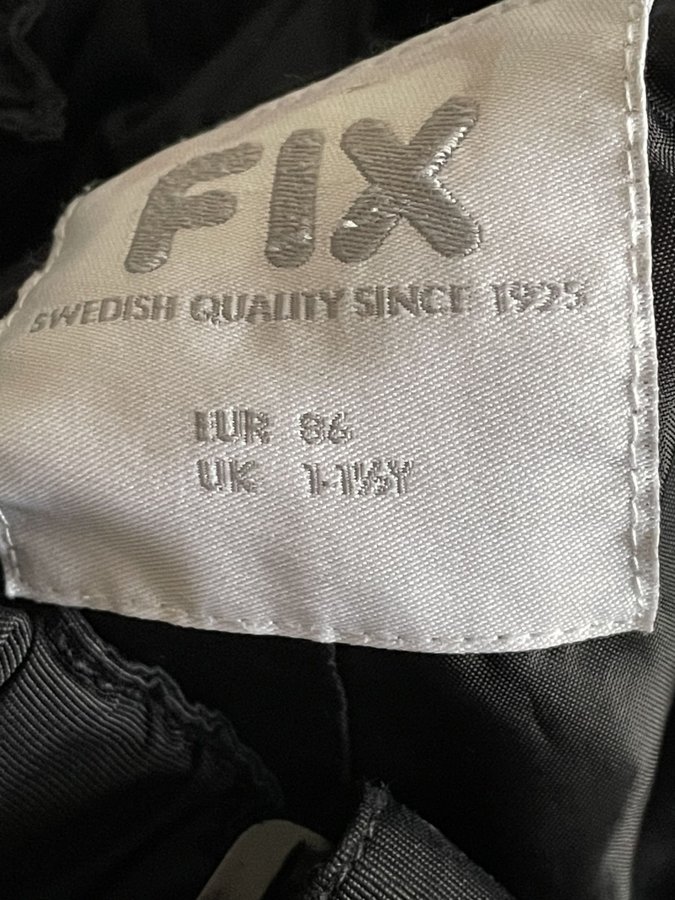 FIX
SWEDISH QUALITY SINCE 1925
EUR 86
UK 1-1½Y